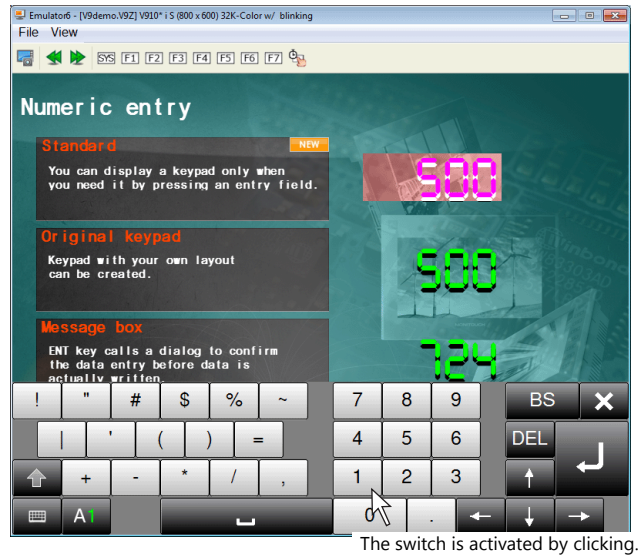 Emulator6 - [V9demo.V9Z] V910* i S (800 x 600) 32K-Color w/ blinking
File View
SYS F1 F2 F3 F4 F5 F6 F7
Numeric entry
Standard NEW
You can display a keypad only when
you need it by pressing an entry field.
500
Original keypad
Keypad with your own layout
can be created.
500
Message box
ENT key calls a dialog to confirm
the data entry before data is
actually written.
724
! " # $ % ~ 7 8 9 BS
| ' ( ) = 4 5 6 DEL
+ - * / , 1 2 3
A1 0 .
The switch is activated by clicking.